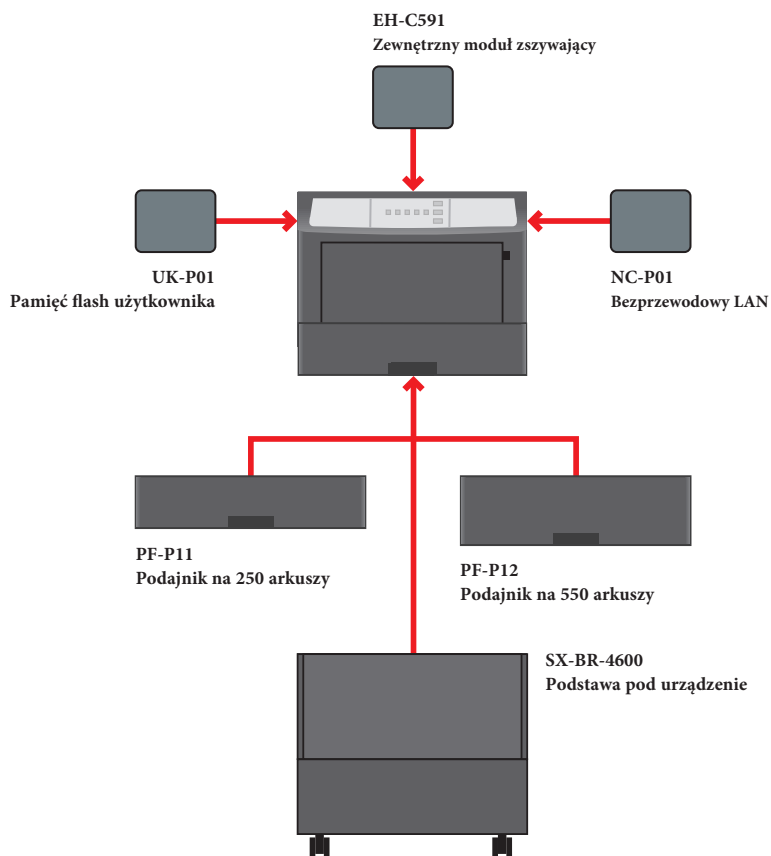 EH-C591
Zewnętrzny moduł zszywający
UK-P01
Pamięć flash użytkownika
NC-P01
Bezprzewodowy LAN
PF-P11
Podajnik na 250 arkuszy
PF-P12
Podajnik na 550 arkuszy
SX-BR-4600
Podstawa pod urządzenie